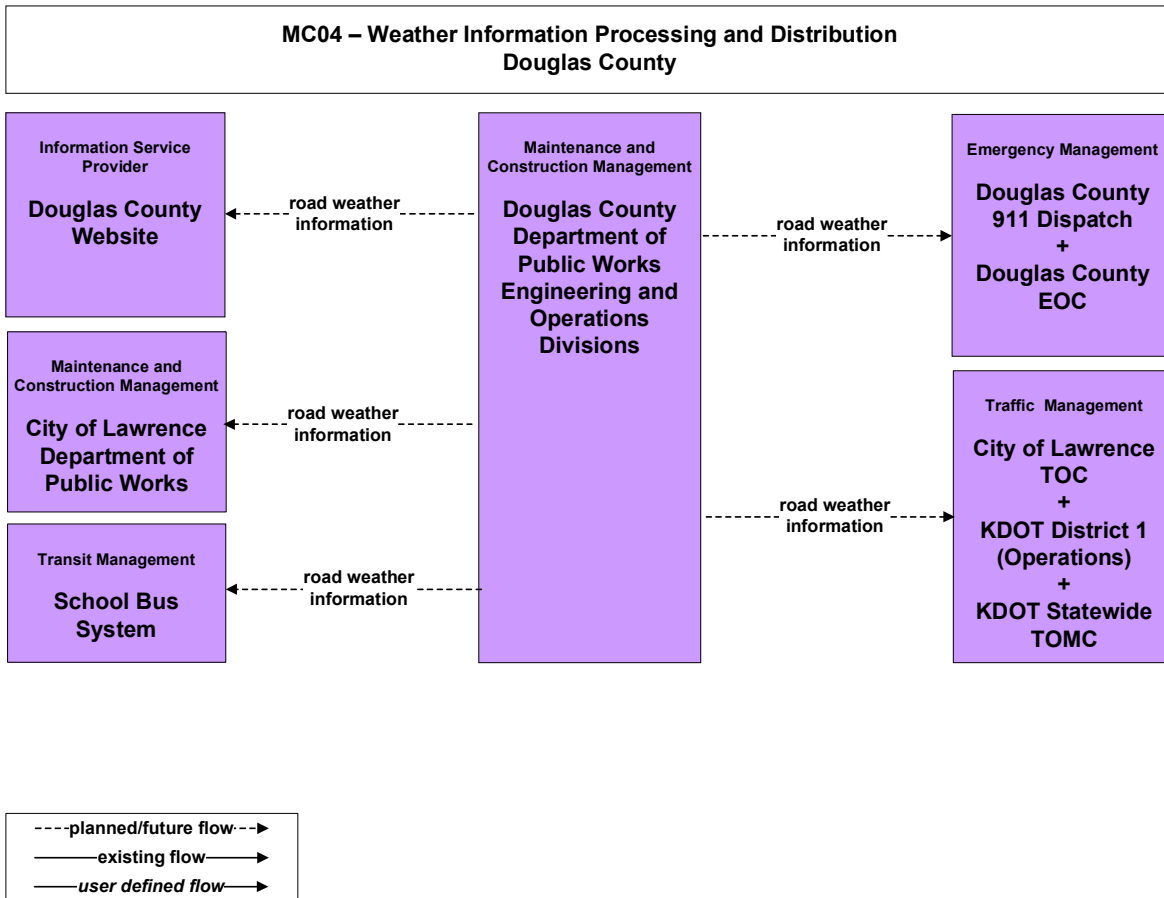 MC04 – Weather Information Processing and Distribution
Douglas County
Information Service
Provider
Douglas County
Website
road weather
information
Maintenance and
Construction Management
Douglas County
Department of
Public Works
Engineering and
Operations
Divisions
road weather
information
Emergency Management
Douglas County
911 Dispatch
+
Douglas County
EOC
Maintenance and
Construction Management
City of Lawrence
Department of
Public Works
road weather
information
Traffic Management
City of Lawrence
TOC
+
KDOT District 1
(Operations)
+
KDOT Statewide
TOMC
road weather
information
Transit Management
School Bus
System
road weather
information
planned/future flow
existing flow
user defined flow